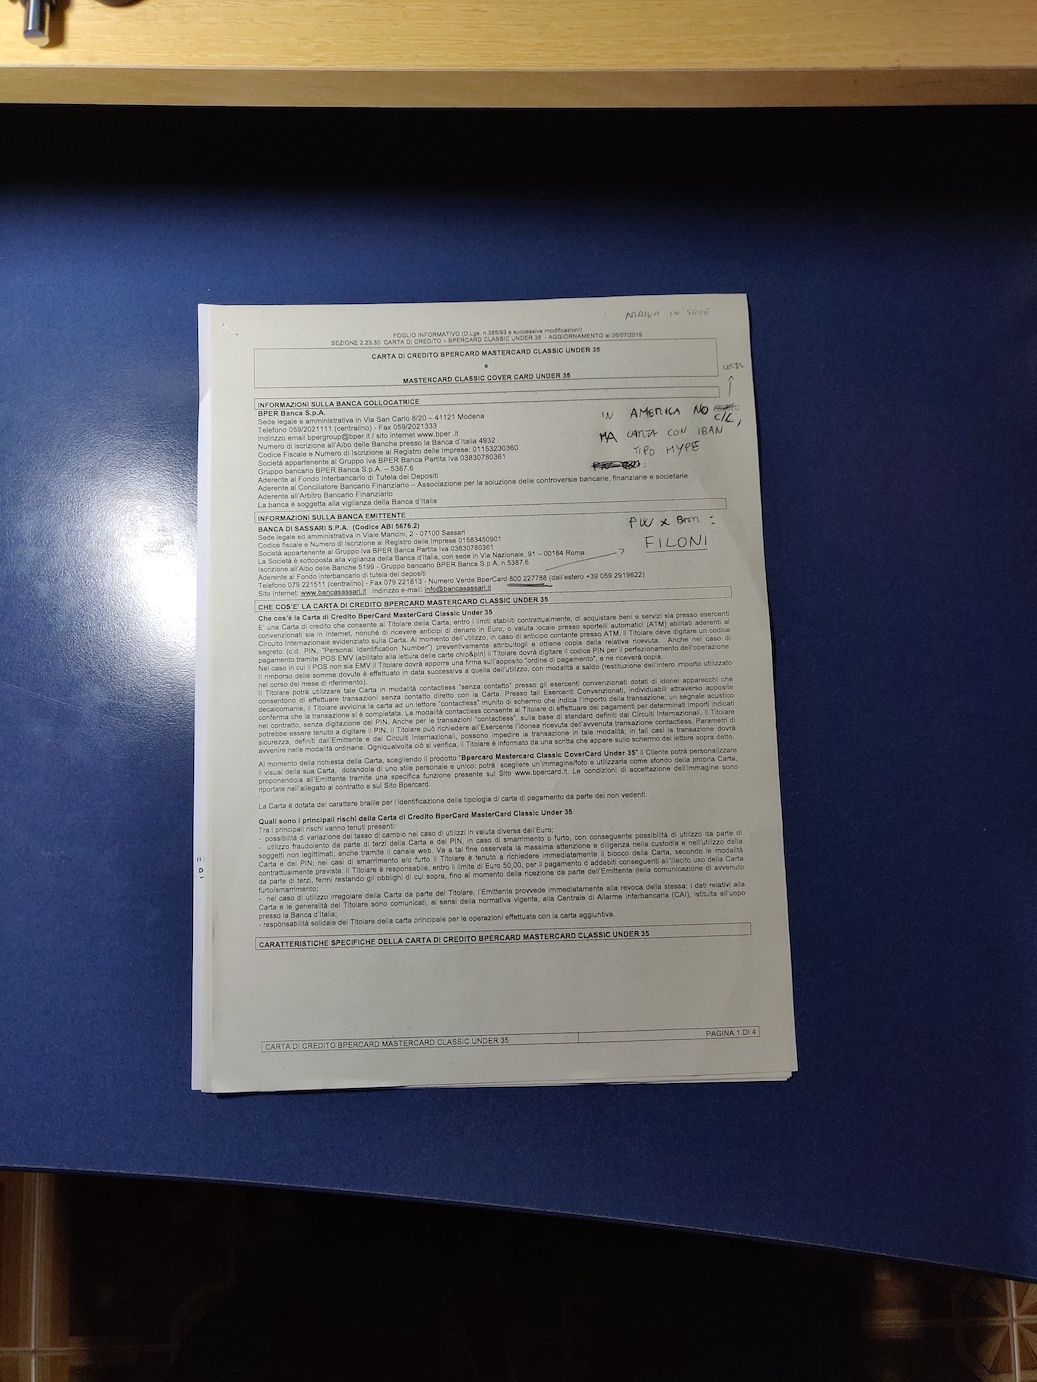 ARRIVA IN SEDE
FOGLIO INFORMATIVO (D.Lgs. n.385/93 e successive modificazioni)
SEZIONE 2.23.30 CARTA DI CREDITO – BPERCARD CLASSIC UNDER 35 - AGGIORNAMENTO al 05/07/2019
CARTA DI CREDITO BPERCARD MASTERCARD CLASSIC UNDER 35
e
MASTERCARD CLASSIC COVER CARD UNDER 35
INFORMAZIONI SULLA BANCA COLLOCATRICE
BPER Banca S.p.A.
Sede legale e amministrativa in Via San Carlo 8/20 – 41121 Modena
Telefono 059/2021111 (centralino) - Fax 059/2021333
Indirizzo email bpergroup@bper.it / sito internet www.bper .it
Numero di iscrizione all'Albo delle Banche presso la Banca d'Italia 4932
Codice Fiscale e Numero di iscrizione al Registro delle Imprese: 01153230360
Società appartenente al Gruppo Iva BPER Banca Partita Iva 03830780361
Gruppo bancario BPER Banca S.p.A. – 5387.6
Aderente al Fondo Interbancario di Tutela dei Depositi
Aderente al Conciliatore Bancario Finanziario – Associazione per la soluzione delle controversie bancarie, finanziarie e societarie
Aderente all'Arbitro Bancario Finanziario
La banca è soggetta alla vigilanza della Banca d'Italia
IN AMERICA NO C/C,
MA CARTA CON IBAN
TIPO HYPE
INFORMAZIONI SULLA BANCA EMITTENTE
BANCA DI SASSARI S.P.A. (Codice ABI 5676.2)
Sede legale ed amministrativa in Viale Mancini, 2 - 07100 Sassari
Codice fiscale e Numero di iscrizione al Registro delle Imprese 01583450901
Società appartenente al Gruppo Iva BPER Banca Partita Iva 03830780361
La Società è sottoposta alla vigilanza della Banca d'Italia, con sede in Via Nazionale, 91 – 00184 Roma
Iscrizione all'Albo delle Banche 5199 - Gruppo bancario BPER Banca S.p.A. n.5387.6
Aderente al Fondo Interbancario di tutela dei depositi
Telefono 079 221511 (centralino) - Fax 079 221813 - Numero Verde BperCard 800 227788 (dall'estero +39 059 2919622)
Sito Internet: www.bancasassari.it Indirizzo e-mail: info@bancasassari.it
PW x
FILONI
CHE COS'E' LA CARTA DI CREDITO BPERCARD MASTERCARD CLASSIC UNDER 35
Che cos'è la Carta di Credito BperCard MasterCard Classic Under 35
E' una Carta di credito che consente al Titolare della Carta, entro i limiti stabiliti contrattualmente, di acquistare beni e servizi sia presso esercenti
convenzionati sia in Internet, nonché di ricevere anticipi di denaro in Euro, o valuta locale presso sportelli automatici (ATM) abilitati aderenti al
Circuito Internazionale evidenziato sulla Carta. Al momento dell'utilizzo, in caso di anticipo contante presso ATM, il Titolare deve digitare un codice
segreto (c.d. PIN, "Personal Identification Number") preventivamente attribuitogli e ottiene copia della relativa ricevuta. Anche nel caso di
pagamento tramite POS EMV (abilitato alla lettura delle carte chip&pin) il Titolare dovrà digitare il codice PIN per il perfezionamento dell'operazione.
Nel caso in cui il POS non sia EMV il Titolare dovrà apporre una firma sull'apposito "ordine di pagamento", e ne riceverà copia.
Il rimborso delle somme dovute è effettuato in data successiva a quella dell'utilizzo, con modalità a saldo (restituzione dell'intero importo utilizzato
nel corso del mese di riferimento).
Il Titolare potrà utilizzare tale Carta in modalità contactless "senza contatto" presso gli esercenti convenzionati dotati di idonei apparecchi che
consentono di effettuare transazioni senza contatto diretto con la Carta. Presso tali Esercenti Convenzionati, individuabili attraverso apposite
decalcomanie, il Titolare avvicina la carta ad un lettore "contactless" munito di schermo che indica l'importo della transazione; un segnale acustico
conferma che la transazione si è completata. La modalità contactless consente al Titolare di effettuare dei pagamenti per determinati importi indicati
nel contratto, senza digitazione del PIN. Anche per le transazioni "contactless", sulla base di standard definiti dai Circuiti Internazionali, il Titolare
potrebbe essere tenuto a digitare il PIN. Il Titolare può richiedere all'Esercente l'idonea ricevuta dell'avvenuta transazione contactless. Parametri di
sicurezza, definiti dall'Emittente e dai Circuiti Internazionali, possono impedire la transazione in tale modalità; in tali casi la transazione dovrà
avvenire nelle modalità ordinarie. Ogniqualvolta ciò si verifica, il Titolare è informato da una scritta che appare sullo schermo del lettore sopra detto.
Al momento della richiesta della Carta, scegliendo il prodotto "Bpercard Mastercard Classic CoverCard Under 35" il Cliente potrà personalizzare
il visual della sua Carta, dotandola di uno stile personale e unico: potrà scegliere un'immagine/foto e utilizzarla come sfondo della propria Carta,
proponendola all'Emittente tramite una specifica funzione presente sul Sito www.bpercard.it. Le condizioni di accettazione dell'immagine sono
riportate nell'allegato al contratto e sul Sito Bpercard.
La Carta è dotata del carattere braille per l'identificazione della tipologia di carta di pagamento da parte dei non vedenti.
Quali sono i principali rischi della Carta di Credito BperCard MasterCard Classic Under 35
Tra i principali rischi vanno tenuti presenti:
- possibilità di variazione del tasso di cambio nel caso di utilizzi in valuta diversa dall'Euro;
- utilizzo fraudolento da parte di terzi della Carta e del PIN, in caso di smarrimento o furto, con conseguente possibilità di utilizzo da parte di
soggetti non legittimati, anche tramite il canale web. Va a tal fine osservata la massima attenzione e diligenza nella custodia e nell'utilizzo della
Carta e del PIN; nei casi di smarrimento e/o furto il Titolare è tenuto a richiedere immediatamente il blocco della Carta, secondo le modalità
contrattualmente previste. Il Titolare è responsabile, entro il limite di Euro 50,00, per il pagamento di addebiti conseguenti all'illecito uso della Carta
da parte di terzi, fermi restando gli obblighi di cui sopra, fino al momento della ricezione da parte dell'Emittente della comunicazione di avvenuto
furto/smarrimento;
- nel caso di utilizzo irregolare della Carta da parte del Titolare, l'Emittente provvede immediatamente alla revoca della stessa; i dati relativi alla
Carta e le generalità del Titolare sono comunicati, ai sensi della normativa vigente, alla Centrale di Allarme Interbancaria (CAI), istituita all'uopo
presso la Banca d'Italia;
- responsabilità solidale del Titolare della carta principale per le operazioni effettuate con la carta aggiuntiva.
CARATTERISTICHE SPECIFICHE DELLA CARTA DI CREDITO BPERCARD MASTERCARD CLASSIC UNDER 35
CARTA DI CREDITO BPERCARD MASTERCARD CLASSIC UNDER 35
PAGINA 1 DI 4